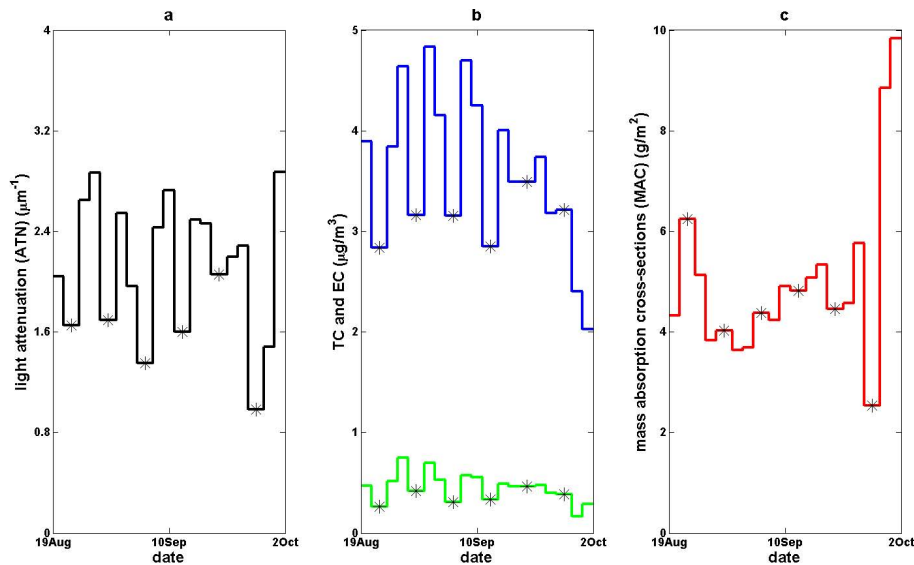 a
4
3.2
2.4
1.6
0.8
0
light attenuation (ATN) (μm⁻¹)
19Aug
10Sep
2Oct
date
b
6
5
4
3
2
1
0
TC and EC (μg/m³)
19Aug
10Sep
2Oct
date
c
10
8
6
4
2
0
mass absorption cross-sections (MAC) (g/m²)
19Aug
10Sep
2Oct
date